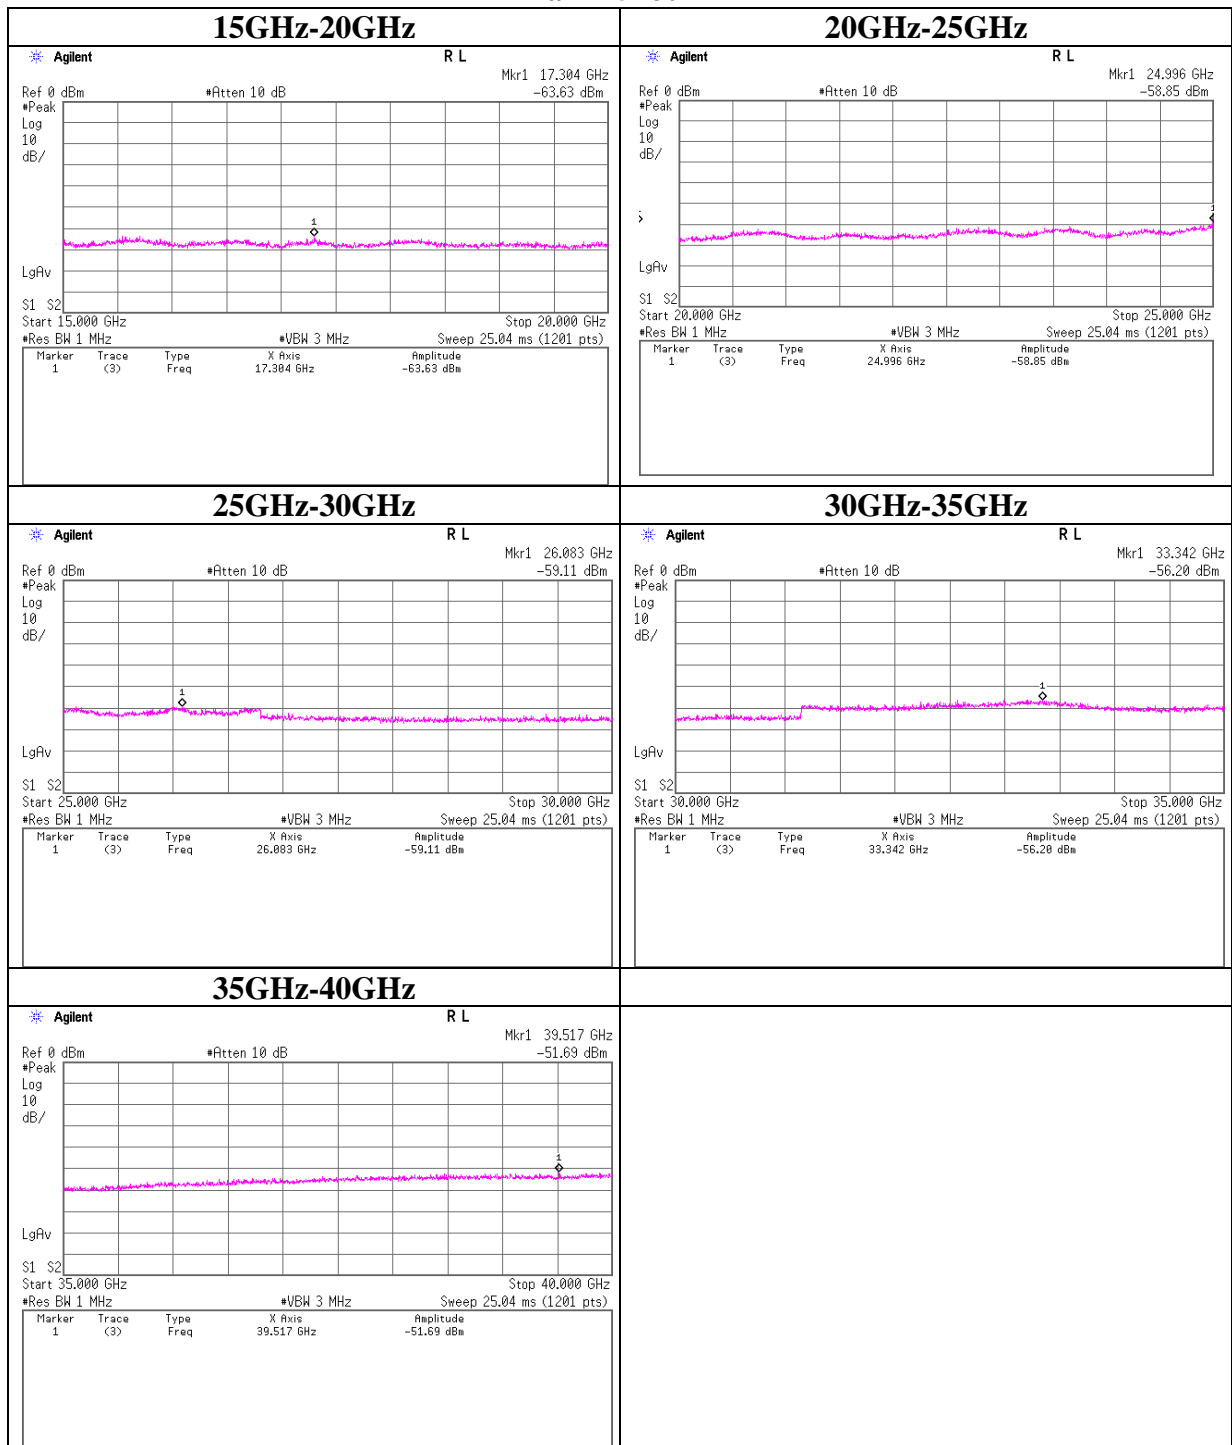 15GHz-20GHz
Agilent
R L
Mkr1 17.304 GHz
Ref 0 dBm #Atten 10 dB -63.63 dBm
#Peak
Log
10
dB/
1
LgAv
S1 S2
Start 15.000 GHz Stop 20.000 GHz
#Res BW 1 MHz #VBW 3 MHz Sweep 25.04 ms (1201 pts)
Marker Trace Type X Axis Amplitude
1 (3) Freq 17.304 GHz -63.63 dBm
20GHz-25GHz
Agilent
R L
Mkr1 24.996 GHz
Ref 0 dBm #Atten 10 dB -58.85 dBm
#Peak
Log
10
dB/
LgAv
S1 S2
Start 20.000 GHz Stop 25.000 GHz
#Res BW 1 MHz #VBW 3 MHz Sweep 25.04 ms (1201 pts)
Marker Trace Type X Axis Amplitude
1 (3) Freq 24.996 GHz -58.85 dBm
25GHz-30GHz
Agilent
R L
Mkr1 26.083 GHz
Ref 0 dBm #Atten 10 dB -59.11 dBm
#Peak
Log
10
dB/
1
LgAv
S1 S2
Start 25.000 GHz Stop 30.000 GHz
#Res BW 1 MHz #VBW 3 MHz Sweep 25.04 ms (1201 pts)
Marker Trace Type X Axis Amplitude
1 (3) Freq 26.083 GHz -59.11 dBm
30GHz-35GHz
Agilent
R L
Mkr1 33.342 GHz
Ref 0 dBm #Atten 10 dB -56.20 dBm
#Peak
Log
10
dB/
1
LgAv
S1 S2
Start 30.000 GHz Stop 35.000 GHz
#Res BW 1 MHz #VBW 3 MHz Sweep 25.04 ms (1201 pts)
Marker Trace Type X Axis Amplitude
1 (3) Freq 33.342 GHz -56.20 dBm
35GHz-40GHz
Agilent
R L
Mkr1 39.517 GHz
Ref 0 dBm #Atten 10 dB -51.69 dBm
#Peak
Log
10
dB/
1
LgAv
S1 S2
Start 35.000 GHz Stop 40.000 GHz
#Res BW 1 MHz #VBW 3 MHz Sweep 25.04 ms (1201 pts)
Marker Trace Type X Axis Amplitude
1 (3) Freq 39.517 GHz -51.69 dBm